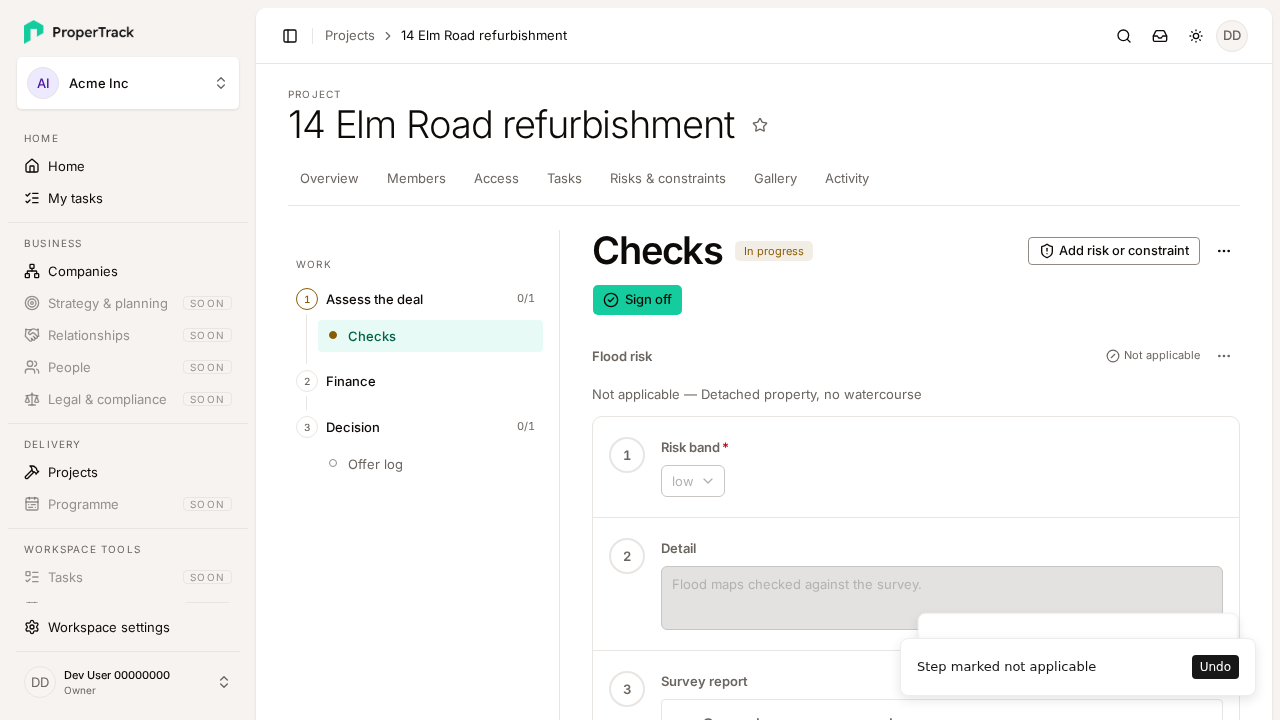 ProperTrack
AI
Acme Inc
HOME
Home
My tasks
BUSINESS
Companies
Strategy & planning
SOON
Relationships
SOON
People
SOON
Legal & compliance
SOON
DELIVERY
Projects
Programme
SOON
WORKSPACE TOOLS
Tasks
SOON
Workspace settings
DD
Dev User 00000000
Owner
Projects
14 Elm Road refurbishment
DD
PROJECT
14 Elm Road refurbishment
Overview
Members
Access
Tasks
Risks & constraints
Gallery
Activity
WORK
1
Assess the deal
0/1
Checks
2
Finance
3
Decision
0/1
Offer log
Checks
In progress
Add risk or constraint
Sign off
Flood risk
Not applicable
Not applicable — Detached property, no watercourse
1
Risk band *
low
2
Detail
Flood maps checked against the survey.
3
Survey report
Step marked not applicable
Undo